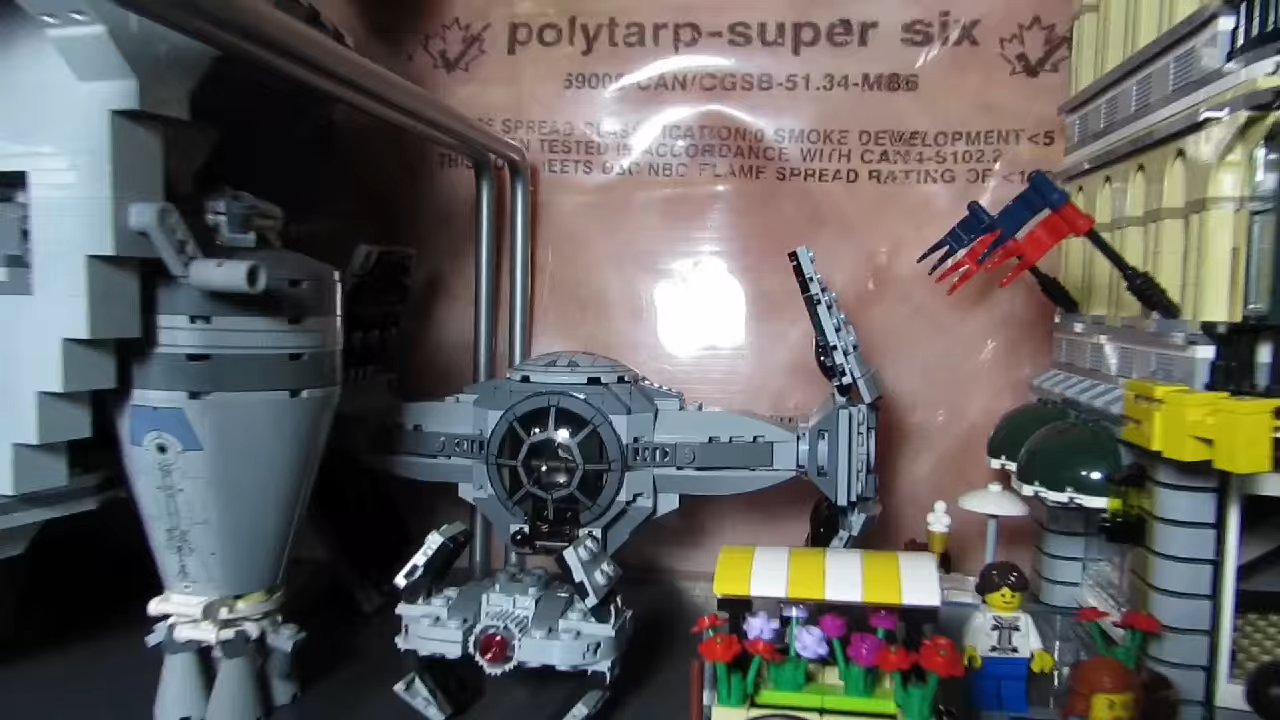 polytarp-super six
CAN/CGSB-51.34-M86
SPREAD CLASSIFICATION:0 SMOKE DEVELOPMENT<5
TESTED IN ACCORDANCE WITH CAN4-S102.2
THIS MEETS NBC FLAME SPREAD RATING OF